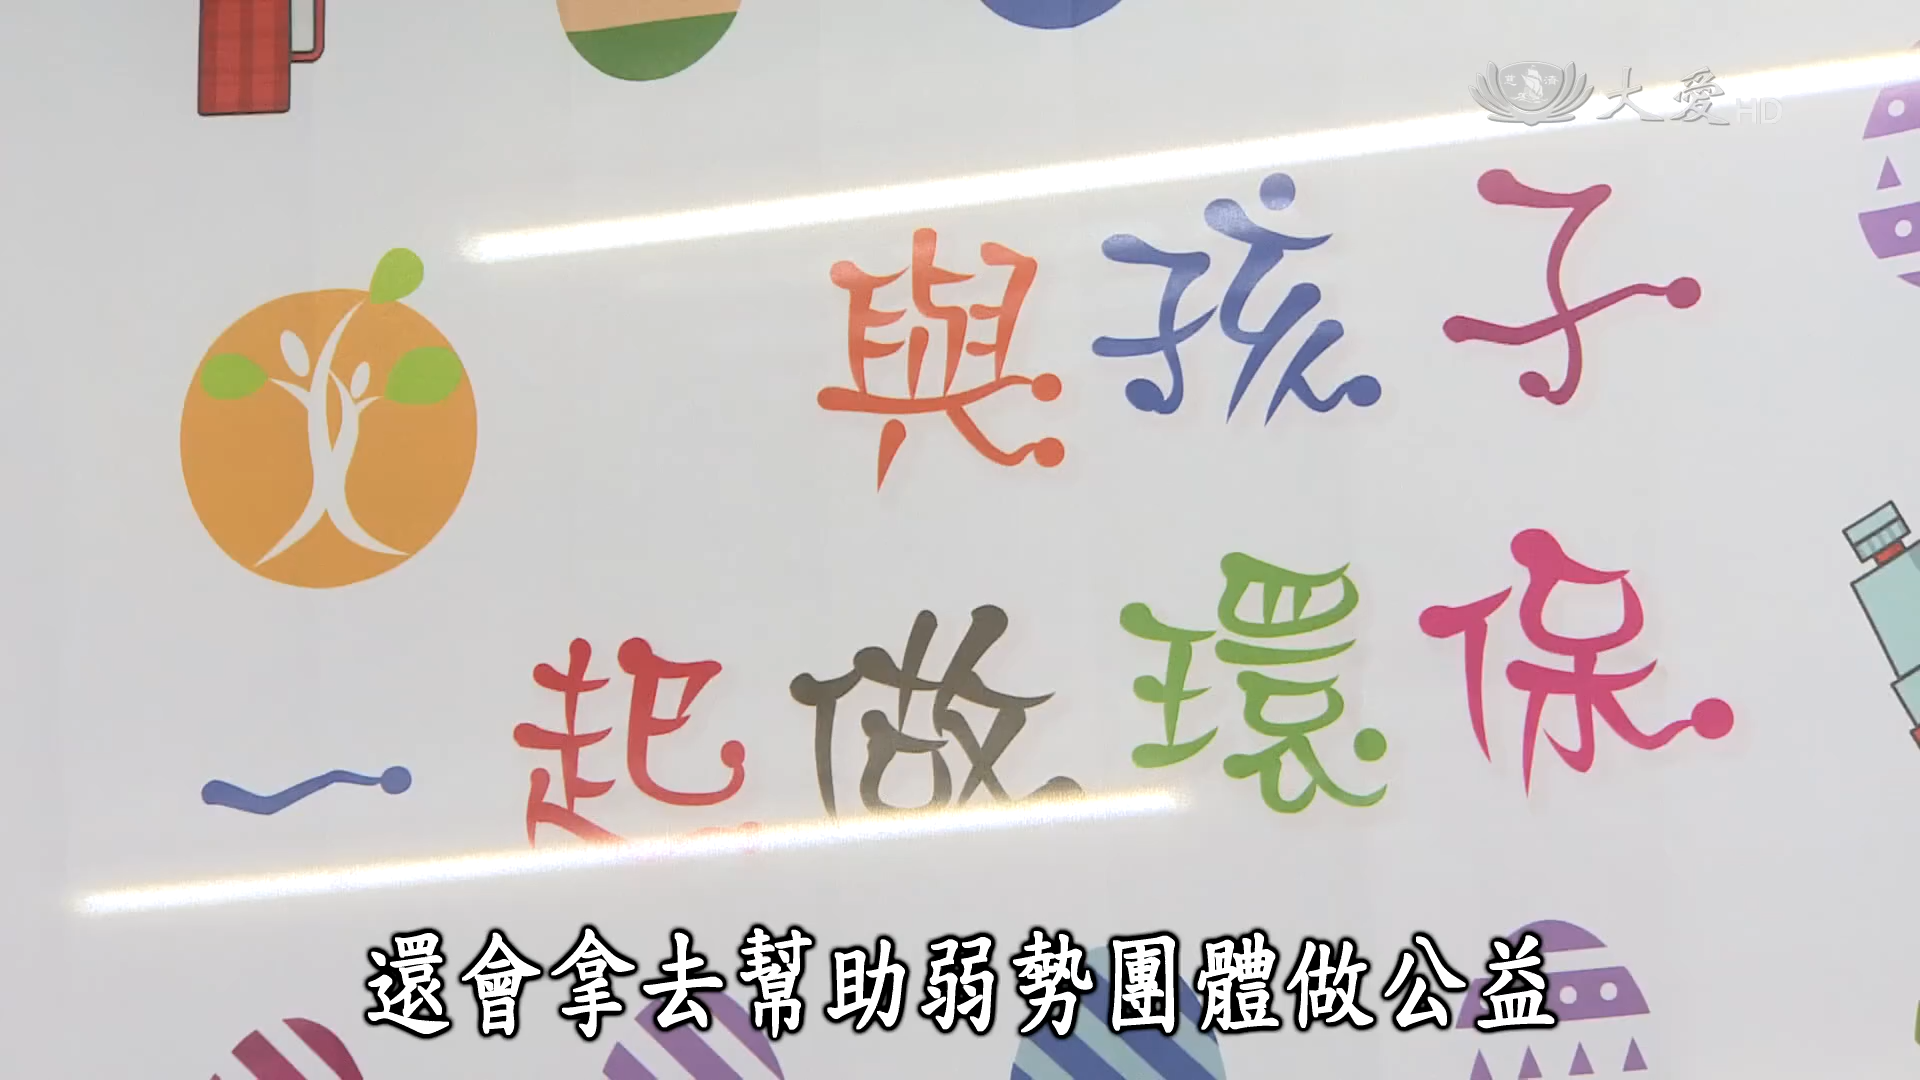 大愛HD
與孩子
一起做環保
還會拿去幫助弱勢團體做公益